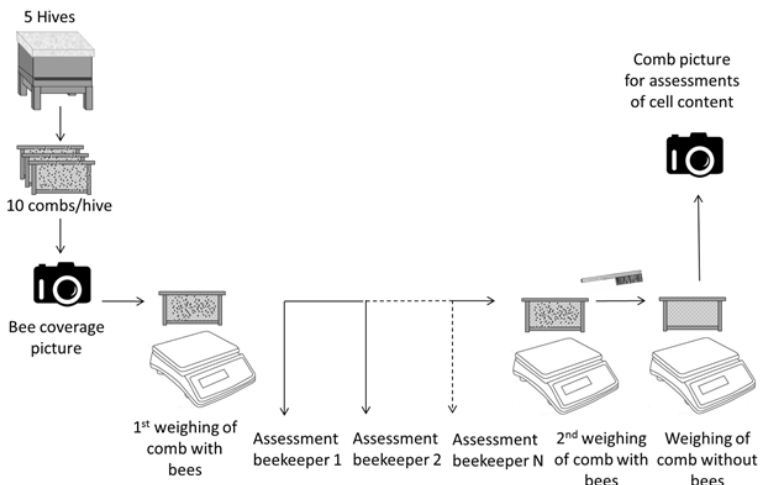 5 Hives
10 combs/hive
Bee coverage
picture
1st weighing of
comb with
bees
Assessment
beekeeper 1
Assessment
beekeeper 2
Assessment
beekeeper N
2nd weighing
of comb with
bees
Weighing of
comb without
bees
Comb picture
for assessments
of cell content